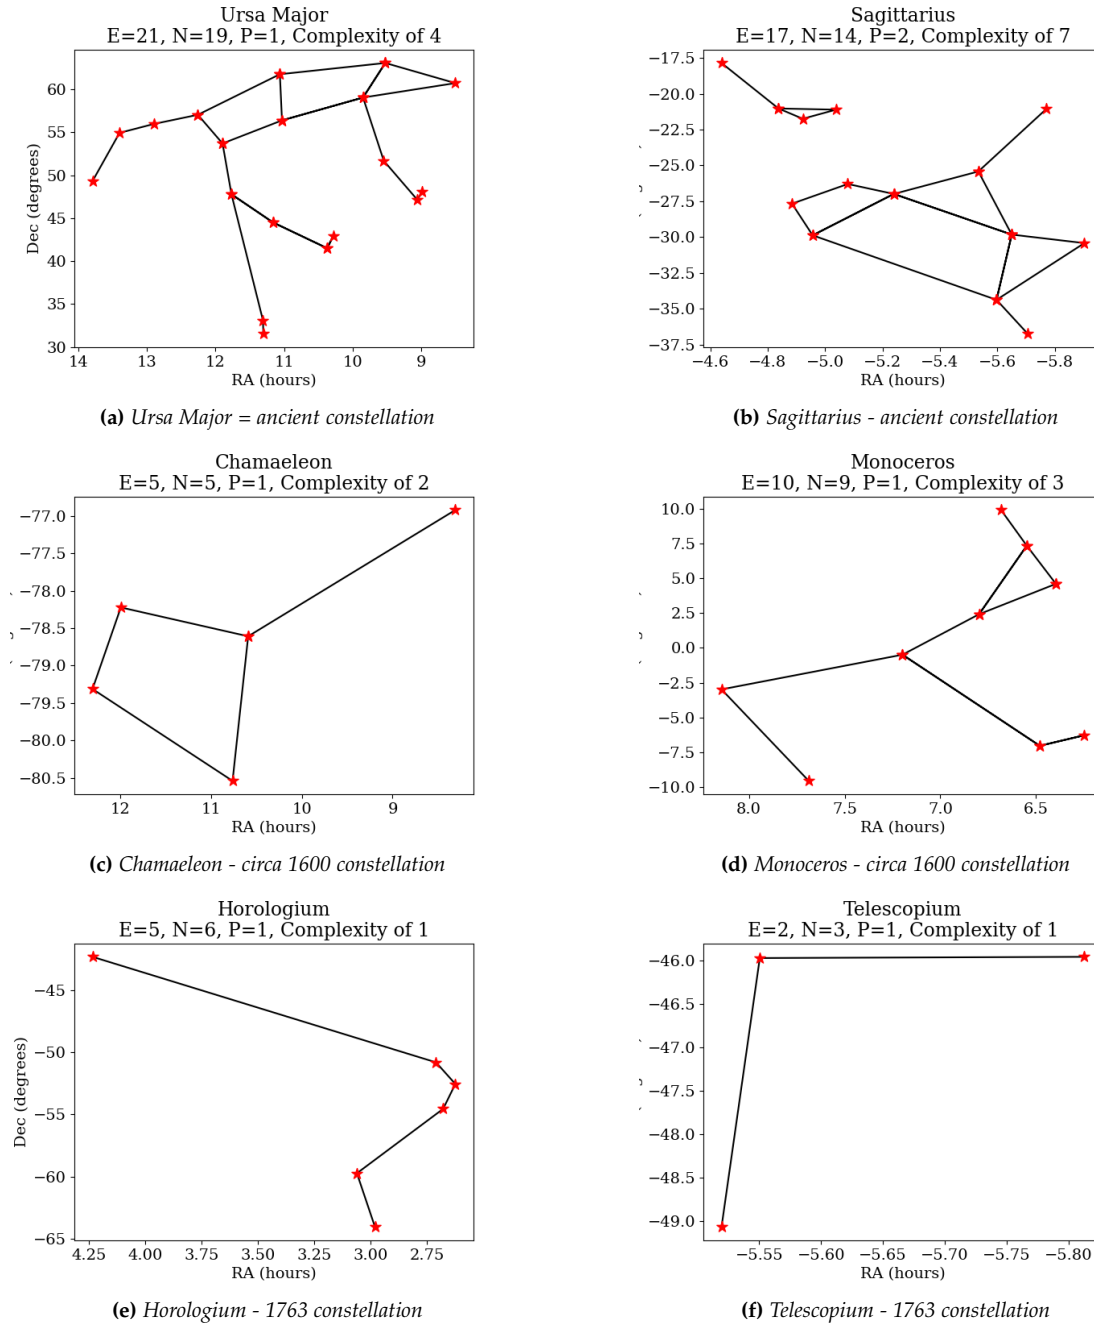 Ursa Major
E=21, N=19, P=1, Complexity of 4
60
55
50
45
40
35
30
Dec (degrees)
14 13 12 11 10 9
RA (hours)
(a) Ursa Major = ancient constellation
Sagittarius
E=17, N=14, P=2, Complexity of 7
−17.5
−20.0
−22.5
−25.0
−27.5
−30.0
−32.5
−35.0
−37.5
−4.6 −4.8 −5.0 −5.2 −5.4 −5.6 −5.8
RA (hours)
(b) Sagittarius - ancient constellation
Chamaeleon
E=5, N=5, P=1, Complexity of 2
−77.0
−77.5
−78.0
−78.5
−79.0
−79.5
−80.0
−80.5
12 11 10 9
RA (hours)
(c) Chamaeleon - circa 1600 constellation
Monoceros
E=10, N=9, P=1, Complexity of 3
10.0
7.5
5.0
2.5
0.0
−2.5
−5.0
−7.5
−10.0
8.0 7.5 7.0 6.5
RA (hours)
(d) Monoceros - circa 1600 constellation
Horologium
E=5, N=6, P=1, Complexity of 1
−45
−50
−55
−60
−65
Dec (degrees)
4.25 4.00 3.75 3.50 3.25 3.00 2.75
RA (hours)
(e) Horologium - 1763 constellation
Telescopium
E=2, N=3, P=1, Complexity of 1
−46.0
−46.5
−47.0
−47.5
−48.0
−48.5
−49.0
−5.55 −5.60 −5.65 −5.70 −5.75 −5.80
RA (hours)
(f) Telescopium - 1763 constellation